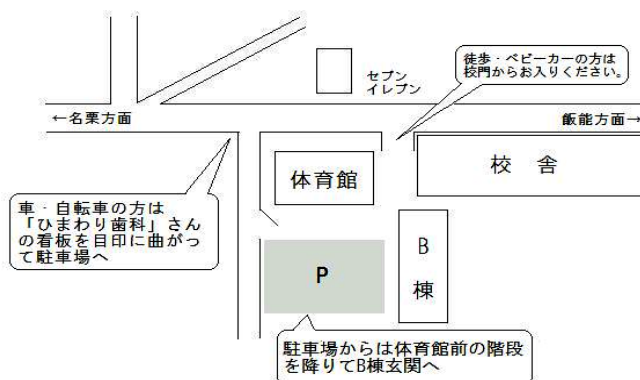 徒歩・ベビーカーの方は
校門からお入りください。
セブン
イレブン
←名栗方面
飯能方面→
体育館
校 舎
車・自転車の方は
「ひまわり歯科」さん
の看板を目印に曲がっ
て駐車場へ
B
棟
P
駐車場からは体育館前の階段
を降りてB棟玄関へ